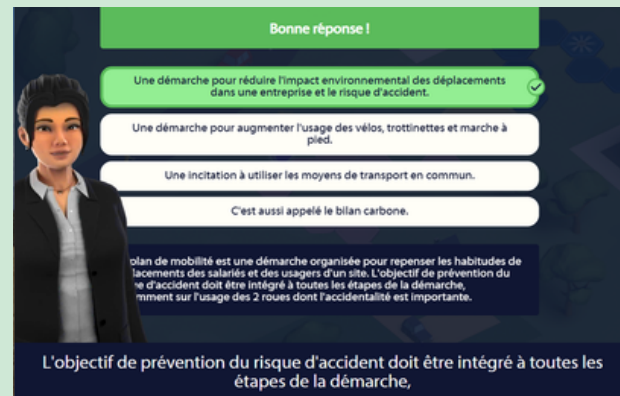 Bonne réponse !
Une démarche pour réduire l'impact environnemental des déplacements
dans une entreprise et le risque d'accident.
Une démarche pour augmenter l'usage des vélos, trottinettes et marche à
pied.
Une incitation à utiliser les moyens de transport en commun.
C'est aussi appelé le bilan carbone.
plan de mobilité est une démarche organisée pour repenser les habitudes de
lacements des salariés et des usagers d'un site. L'objectif de prévention du
e d'accident doit être intégré à toutes les étapes de la démarche,
mment sur l'usage des 2 roues dont l'accidentalité est importante.
L'objectif de prévention du risque d'accident doit être intégré à toutes les
étapes de la démarche,